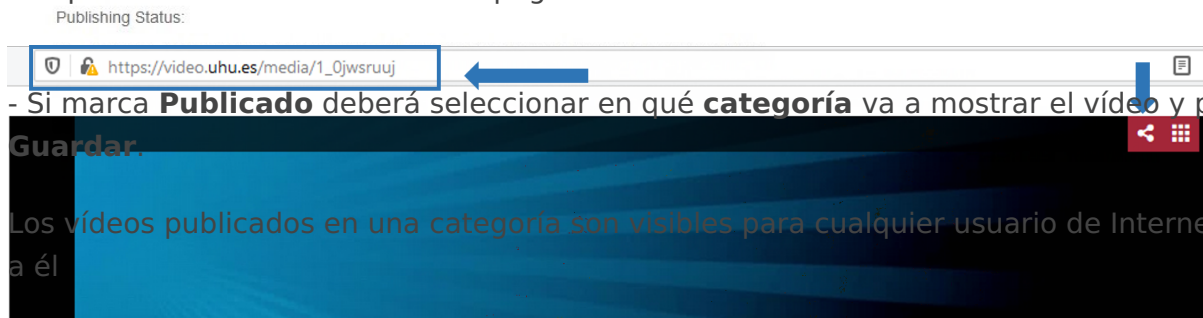 Publishing Status:
https://video.uhu.es/media/1_0jwsruuj
- Si marca Publicado deberá seleccionar en qué categoría va a mostrar el vídeo y
Guardar.
Los vídeos publicados en una categoría son visibles para cualquier usuario de
a él